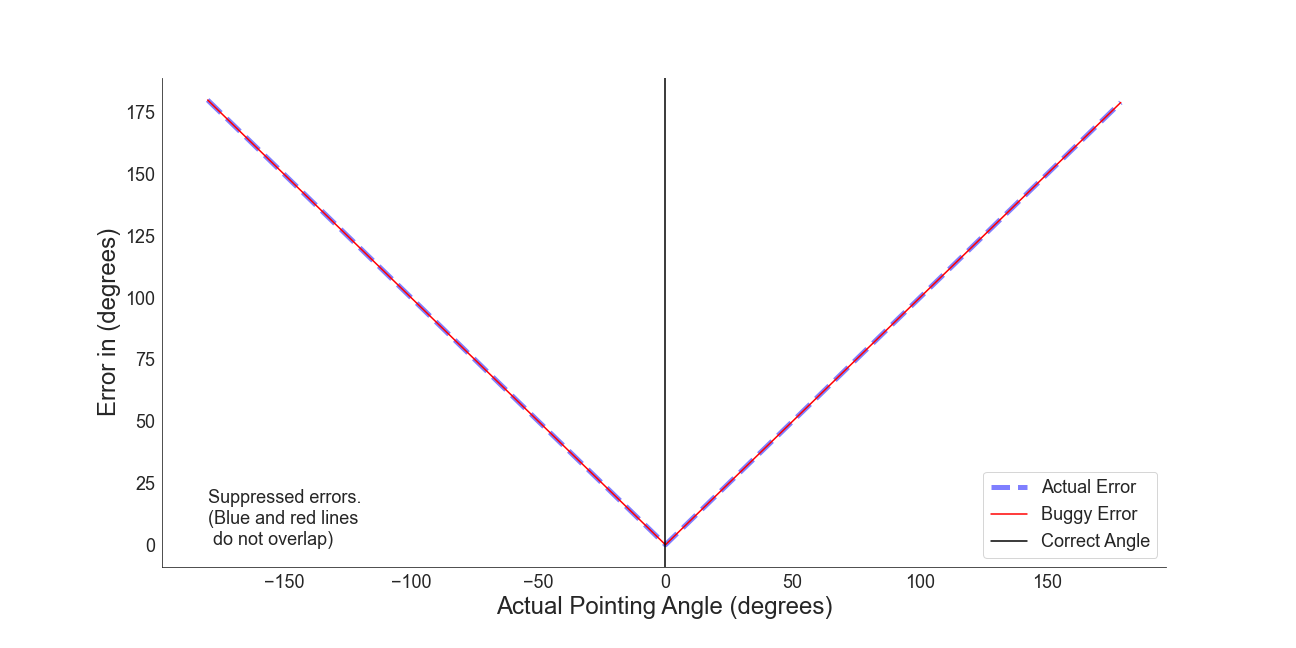 175
150
125
100
75
50
25
0
Error in (degrees)
Suppressed errors.
(Blue and red lines
do not overlap)
Actual Error
Buggy Error
Correct Angle
−150
−100
−50
0
50
100
150
Actual Pointing Angle (degrees)